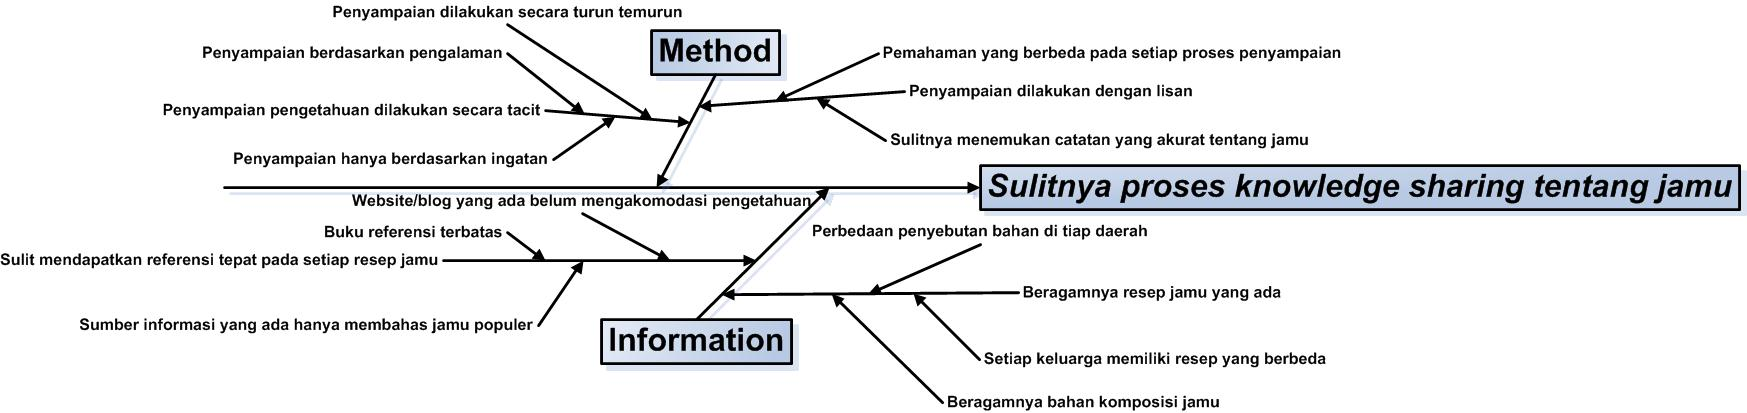 Penyampaian dilakukan secara turun temurun
Method
Penyampaian berdasarkan pengalaman
Pemahaman yang berbeda pada setiap proses penyampaian
Penyampaian dilakukan dengan lisan
Penyampaian pengetahuan dilakukan secara tacit
Sulitnya menemukan catatan yang akurat tentang jamu
Penyampaian hanya berdasarkan ingatan
Sulitnya proses knowledge sharing tentang jamu
Website/blog yang ada belum mengakomodasi pengetahuan
Buku referensi terbatas
Perbedaan penyebutan bahan di tiap daerah
Sulit mendapatkan referensi tepat pada setiap resep jamu
Beragamnya resep jamu yang ada
Sumber informasi yang ada hanya membahas jamu populer
Information
Setiap keluarga memiliki resep yang berbeda
Beragamnya bahan komposisi jamu